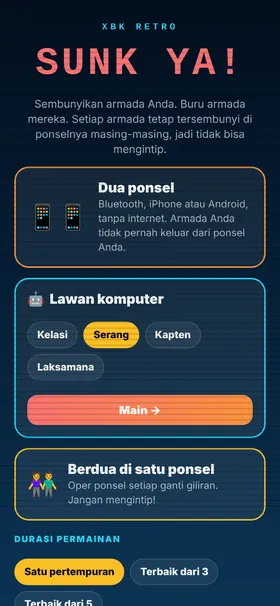 XBK RETRO
SUNK YA!
Sembunyikan armada Anda. Buru armada
mereka. Setiap armada tetap tersembunyi di
ponselnya masing-masing, jadi tidak bisa
mengintip.
Dua ponsel
Bluetooth, iPhone atau Android,
tanpa internet. Armada Anda
tidak pernah keluar dari ponsel
Anda.
Lawan komputer
Kelasi
Serang
Kapten
Laksamana
Main →
Berdua di satu ponsel
Oper ponsel setiap ganti giliran.
Jangan mengintip!
DURASI PERMAINAN
Satu pertempuran
Terbaik dari 3
Terbaik dari 5